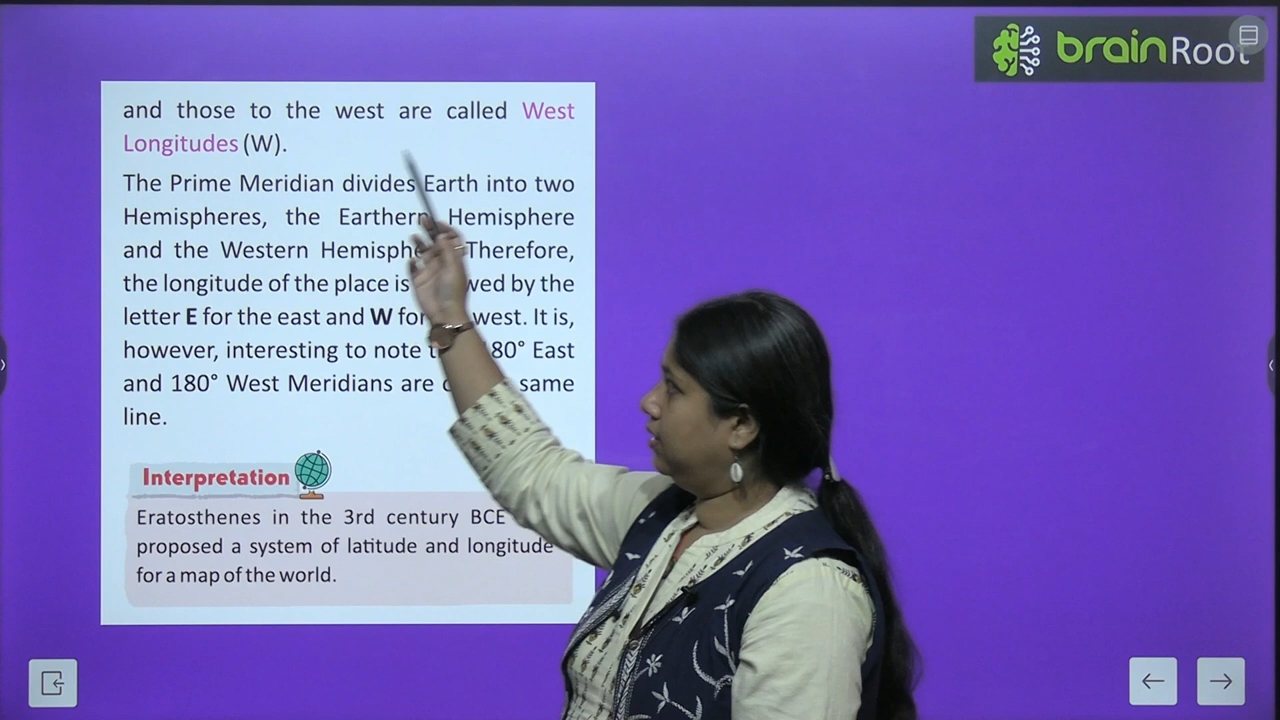 brainRoot
and those to the west are called West
Longitudes (W).
The Prime Meridian divides Earth into two
Hemispheres, the Earthern Hemisphere
and the Western Therefore,
the longitude of the place is by the
letter E for the east and W for west. It is,
however, interesting to note 180° East
and 180° West Meridians are same
line.
Interpretation
Eratosthenes in the 3rd century BCE
proposed a system of latitude and longitude
for a map of the world.